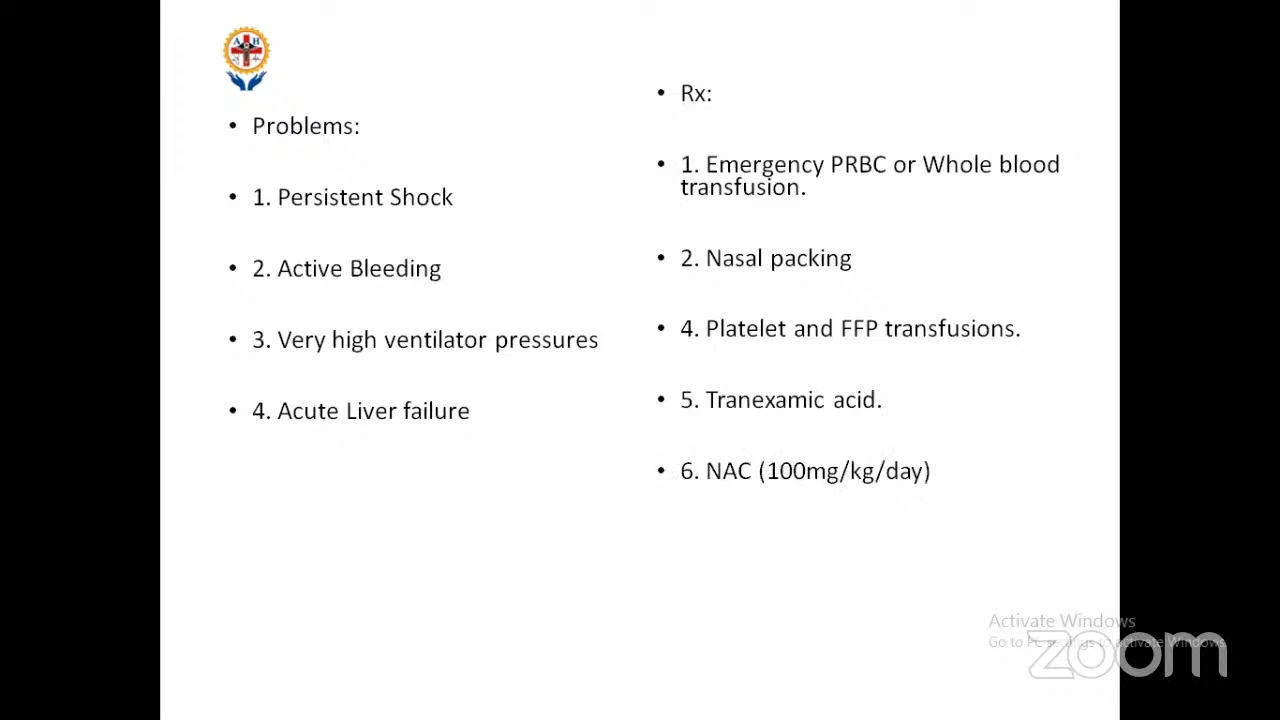 A H
• Problems:
• 1. Persistent Shock
• 2. Active Bleeding
• 3. Very high ventilator pressures
• 4. Acute Liver failure
• Rx:
• 1. Emergency PRBC or Whole blood
transfusion.
• 2. Nasal packing
• 4. Platelet and FFP transfusions.
• 5. Tranexamic acid.
• 6. NAC (100mg/kg/day)
Activate Windows
Go to PC settings to activate Windows.
zoom